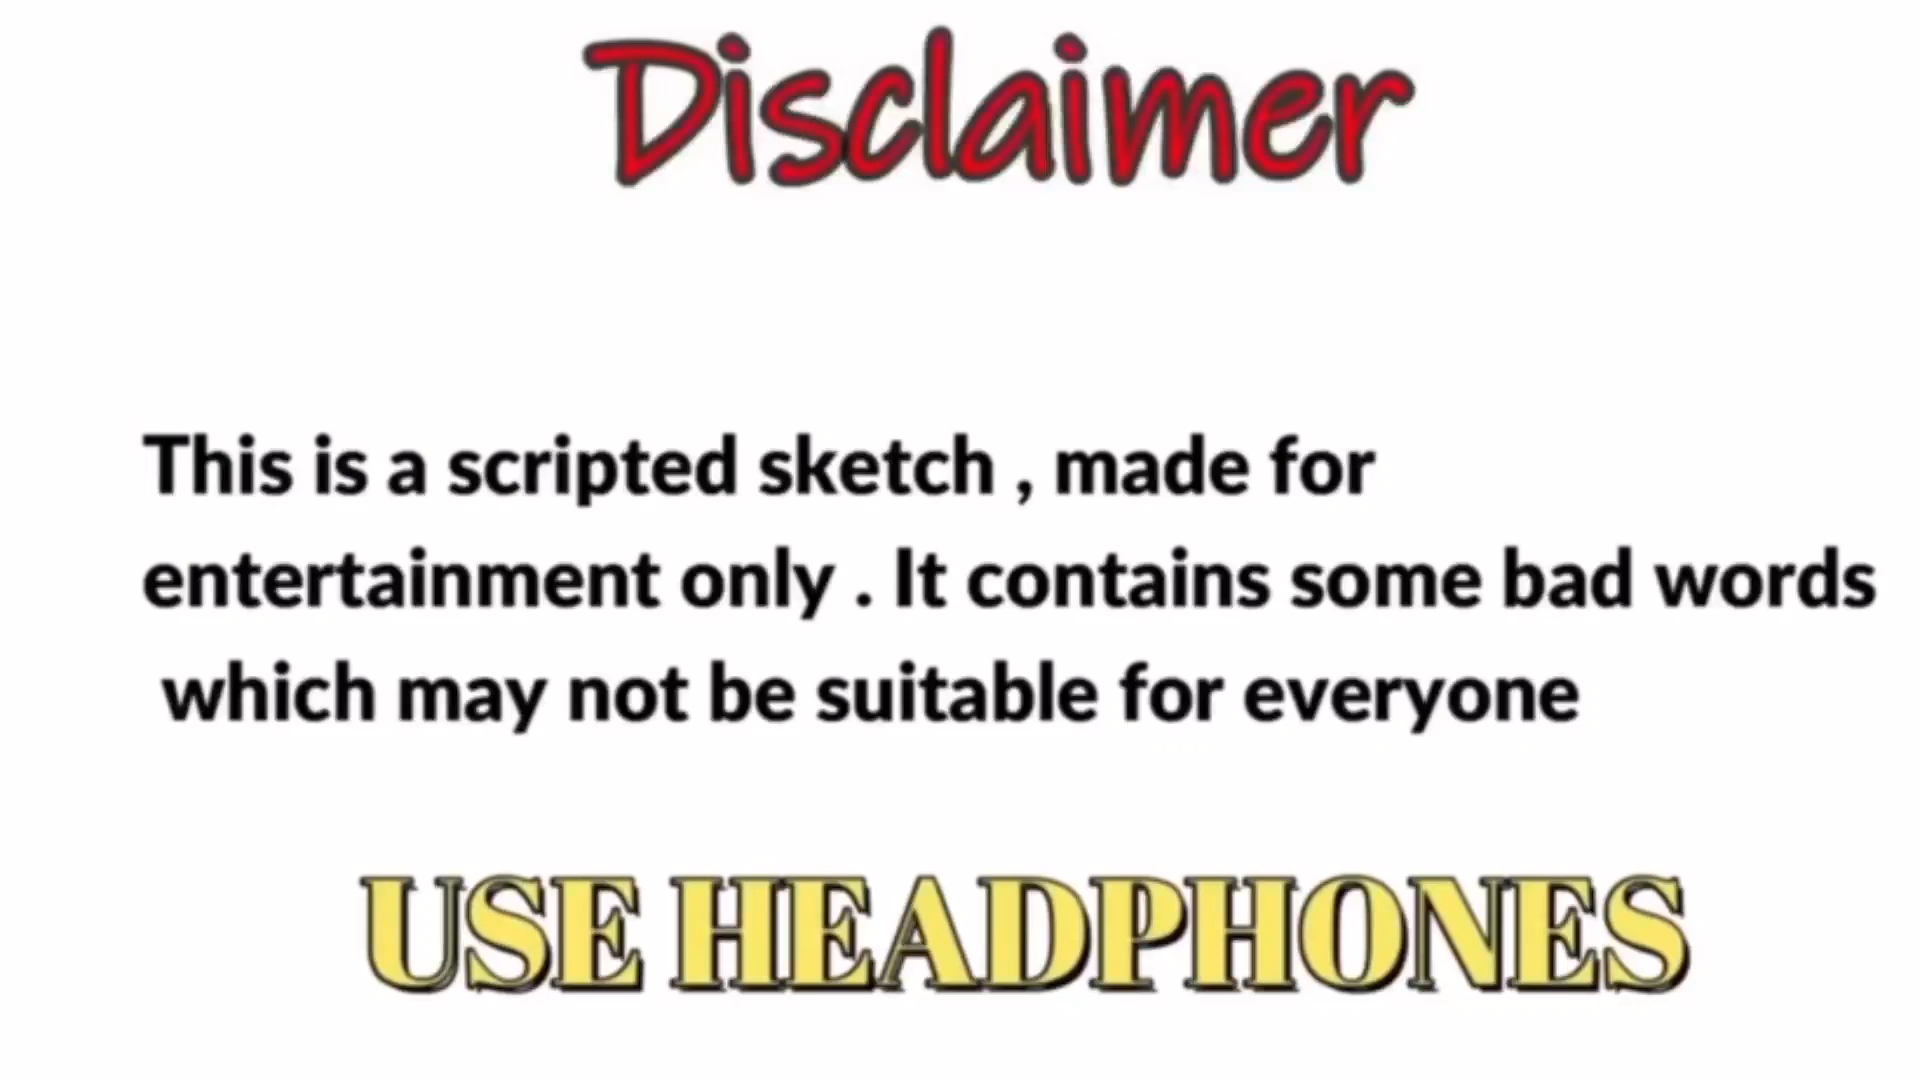 Disclaimer
This is a scripted sketch , made for
entertainment only . It contains some bad words
which may not be suitable for everyone
USE HEADPHONES